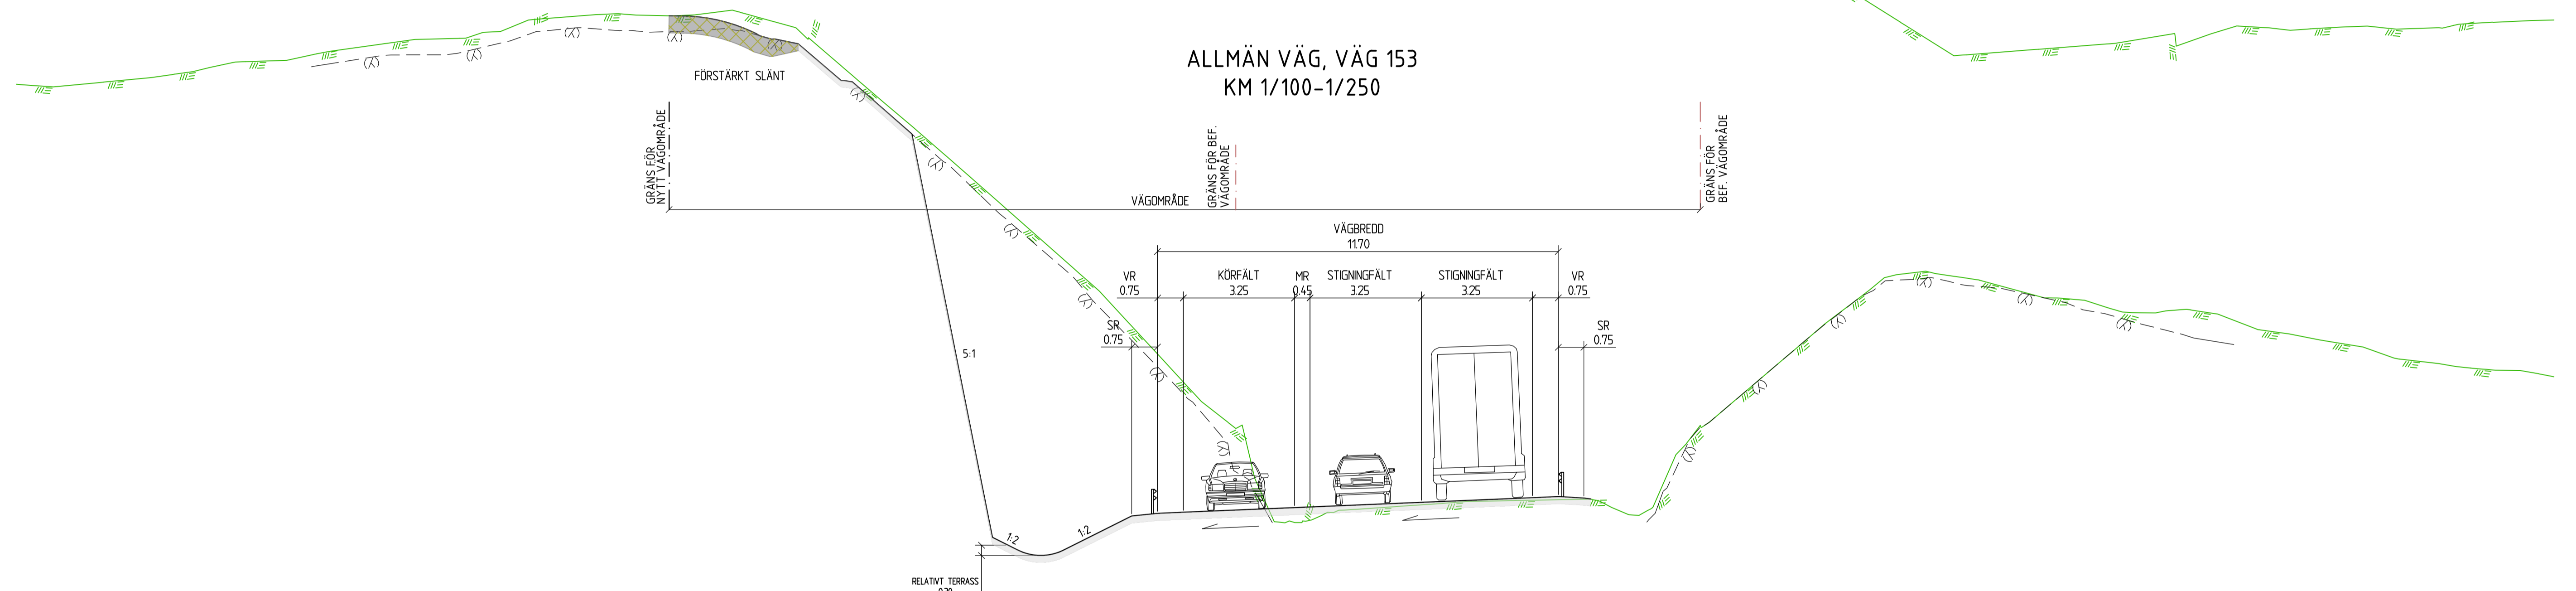 ALLMÄN VÄG, VÄG 153
KM 1/100-1/250
FÖRSTÄRKT SLÄNT
GRÄNS FÖR
NYTT VÄGOMRÅDE
VÄGOMRÅDE
GRÄNS FÖR BEF.
VÄGOMRÅDE
GRÄNS FÖR
BEF. VÄGOMRÅDE
VÄGBREDD
11.70
VR
0.75
KÖRFÄLT
3.25
MR
0.45
STIGNINGFÄLT
3.25
STIGNINGFÄLT
3.25
VR
0.75
SR
0.75
SR
0.75
5:1
1:2
1:2
RELATIVT TERRASS